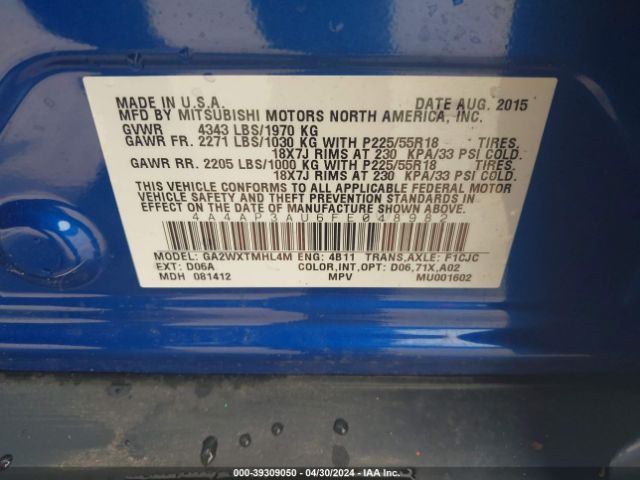 MADE IN U.S.A. DATE AUG. 2015
MFD BY MITSUBISHI MOTORS NORTH AMERICA, INC.
GVWR 4343 LBS/1970 KG
GAWR FR. 2271 LBS/1030 KG WITH P225/55R18 TIRES,
18X7J RIMS AT 230 KPA/33 PSI COLD.
GAWR RR. 2205 LBS/1000 KG WITH P225/55R18 TIRES,
18X7J RIMS AT 230 KPA/33 PSI COLD.
THIS VEHICLE CONFORMS TO ALL APPLICABLE FEDERAL MOTOR
VEHICLE SAFETY AND THEFT PREVENTION STANDARDS IN
EFFECT ON THE DATE OF MANUFACTURE SHOWN ABOVE.
4A4AP3AU6FE048982
MODEL: GA2WXTMHL4M ENG: 4B11 TRANS,AXLE: F1CJC
EXT: D06A COLOR,INT,OPT: D06,71X,A02
MDH 081412 MPV MU001602
000-39309050 - 04/30/2024 - IAA Inc.